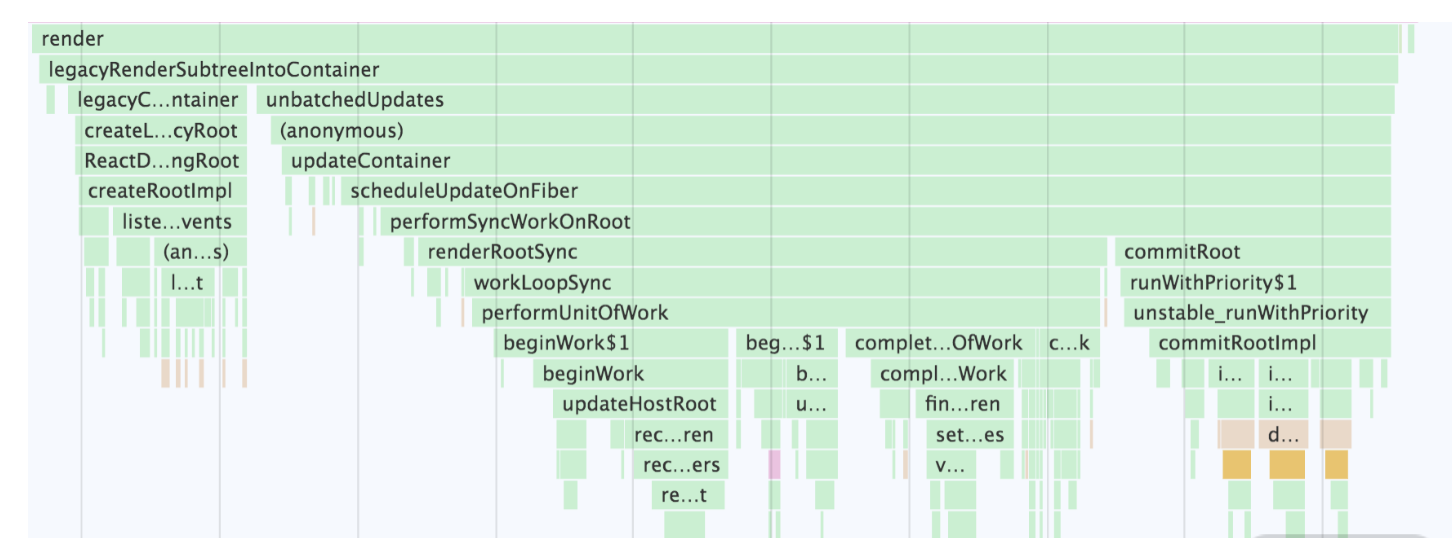 render
legacyRenderSubtreeIntoContainer
legacyC…ntainer unbatchedUpdates
createL…cyRoot (anonymous)
ReactD…ngRoot updateContainer
createRootImpl scheduleUpdateOnFiber
liste…vents performSyncWorkOnRoot
(an…s) renderRootSync commitRoot
l…t workLoopSync runWithPriority$1
performUnitOfWork unstable_runWithPriority
beginWork$1 beg…$1 complet…OfWork c…k commitRootImpl
beginWork b… compl…Work i… i…
updateHostRoot u… fin…ren i…
rec…ren set…es d…
rec…ers v…
re…t